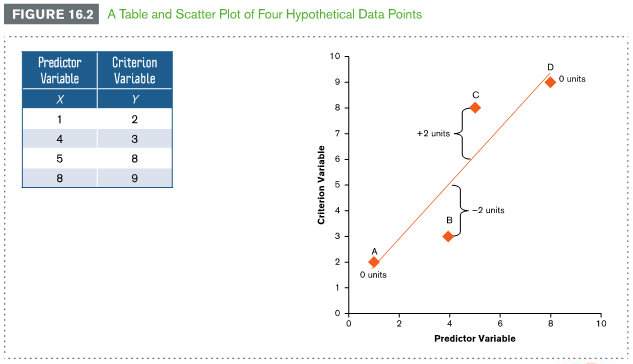 FIGURE 16.2 A Table and Scatter Plot of Four Hypothetical Data Points
Predictor Variable Criterion Variable
X Y
1 2
4 3
5 8
8 9
Criterion Variable
10
9
8
7
6
5
4
3
2
1
0
A
0 units
B
−2 units
C
+2 units
D
0 units
0 2 4 6 8 10
Predictor Variable